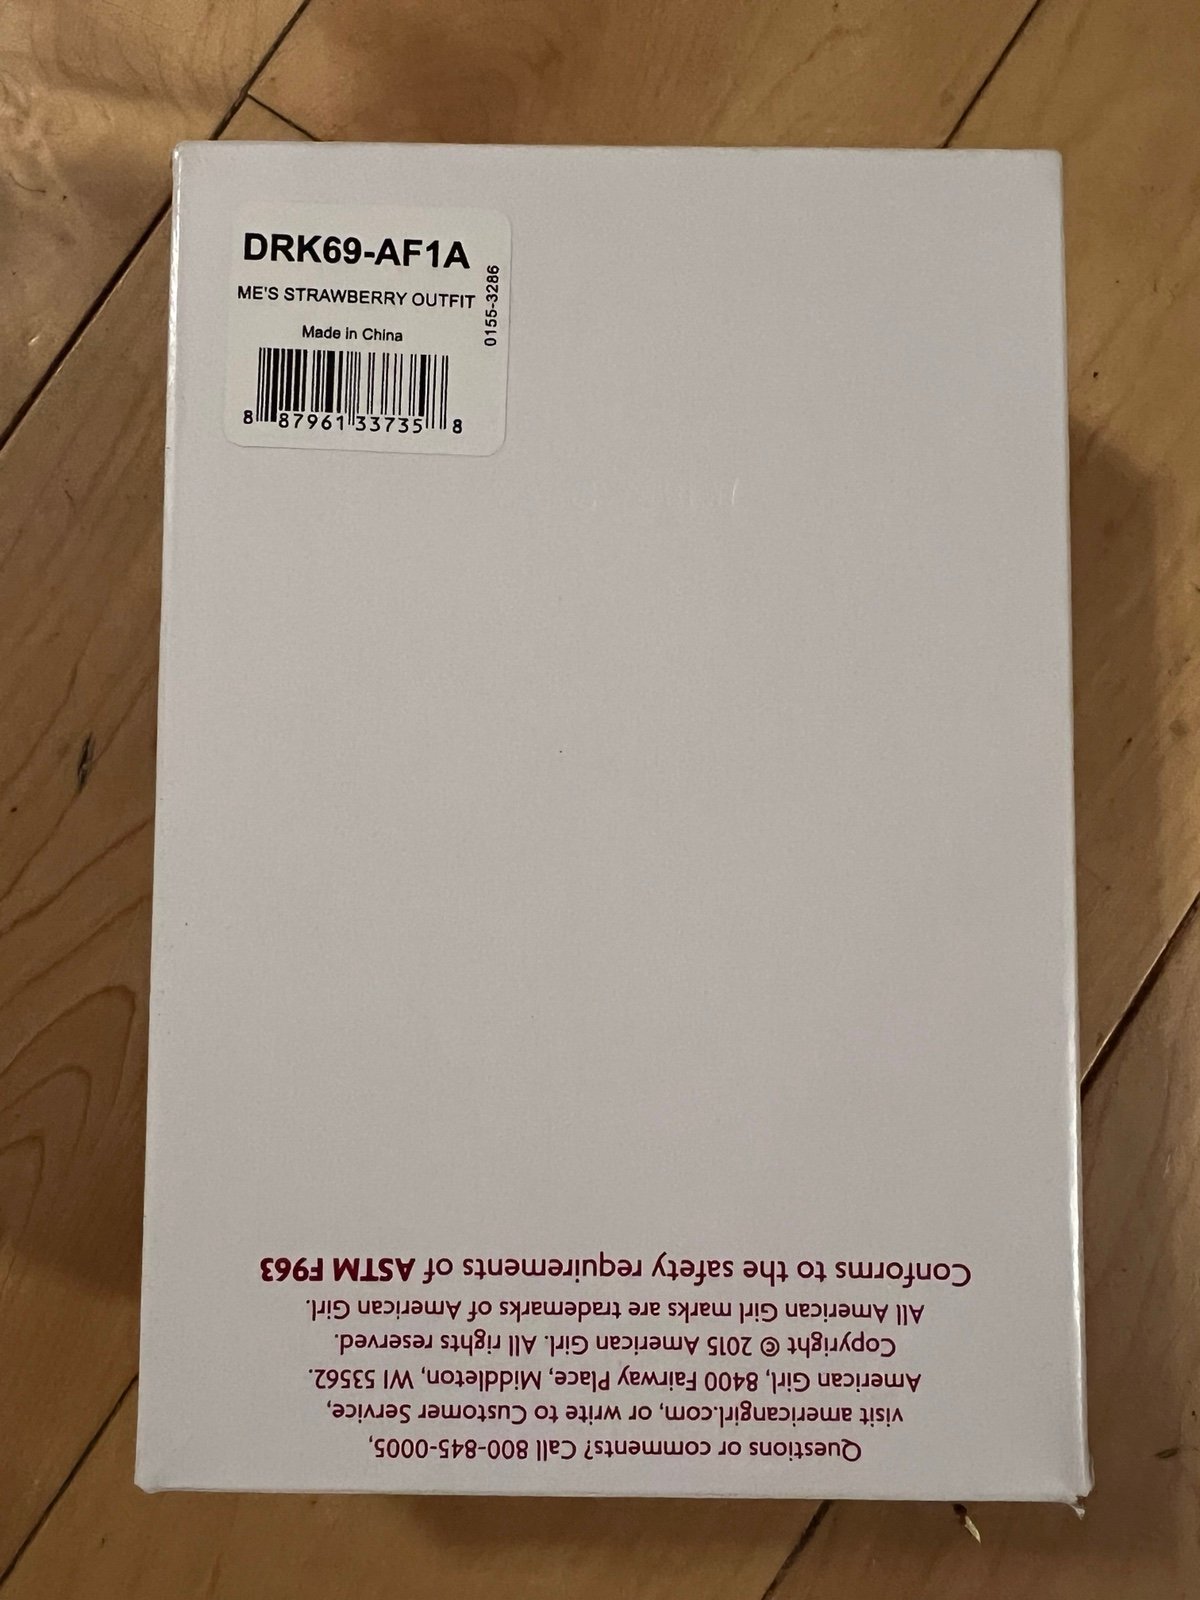 DRK69-AF1A
ME'S STRAWBERRY OUTFIT
Made in China
8 87961 33735 8
0155-3286
Questions or comments? Call 800-845-0005,
visit americangirl.com, or write to Customer Service,
American Girl, 8400 Fairway Place, Middleton, WI 53562.
Copyright © 2015 American Girl. All rights reserved.
All American Girl marks are trademarks of American Girl.
Conforms to the safety requirements of ASTM F963